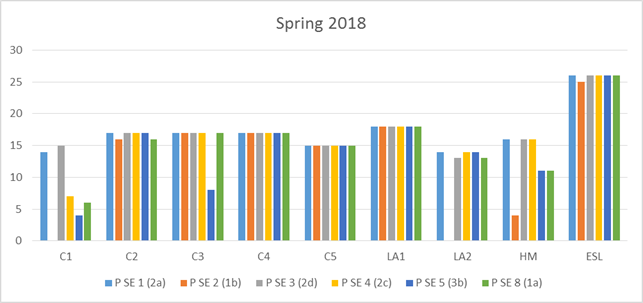 Spring 2018
30
25
20
15
10
5
0
C1 C2 C3 C4 C5 LA1 LA2 HM ESL
P SE 1 (2a) P SE 2 (1b) P SE 3 (2d) P SE 4 (2c) P SE 5 (3b) P SE 8 (1a)